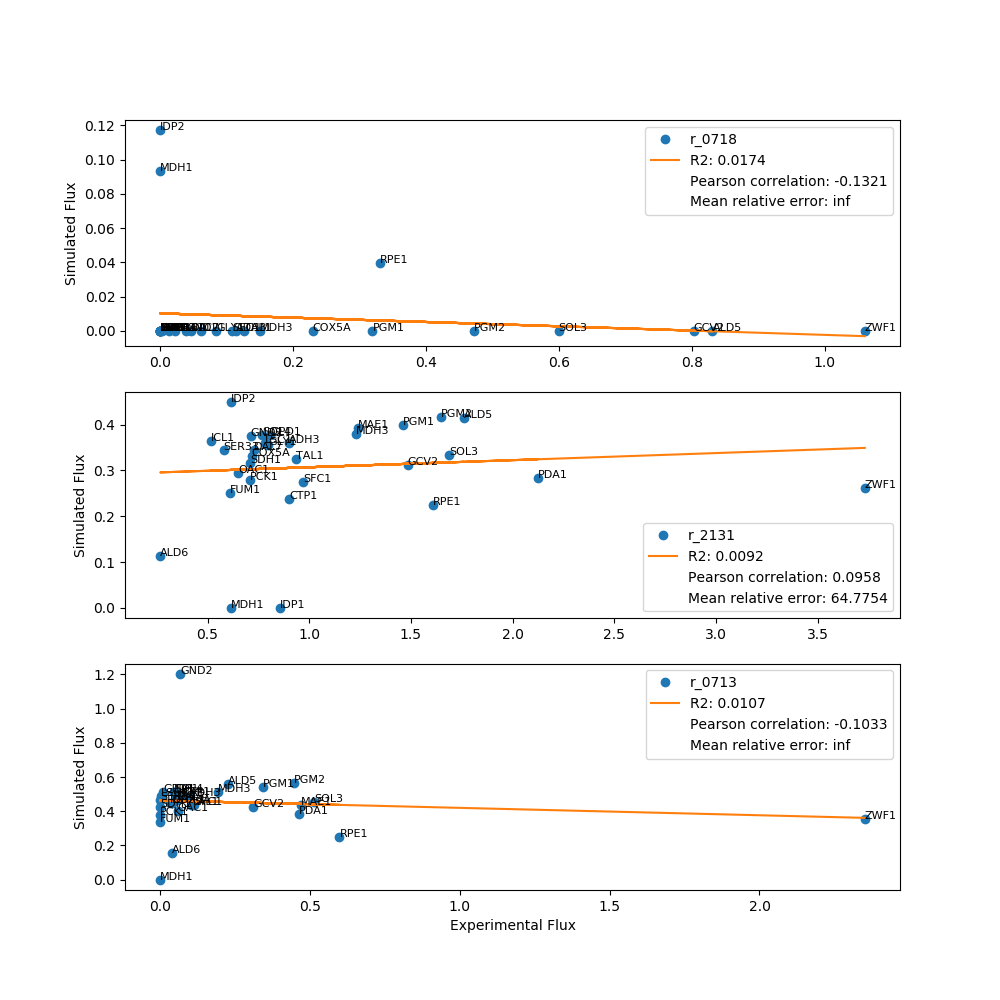 0.12
0.10
0.08
0.06
0.04
0.02
0.00
Simulated Flux
IDP2
MDH1
RPE1
COX5A
PGM1
PGM2
SOL3
GCV2
ALD5
ZWF1
r_0718
R2: 0.0174
Pearson correlation: -0.1321
Mean relative error: inf
0.0 0.2 0.4 0.6 0.8 1.0
0.4
0.3
0.2
0.1
0.0
Simulated Flux
IDP2
ICL1
SER33
MAE1
MDH3
PGM1
PGM2
ALD5
COX5A
SDH1
OAC1
PCK1
FUM1
TAL1
SFC1
CTP1
GCV2
SOL3
RPE1
PDA1
ZWF1
ALD6
MDH1
IDP1
r_2131
R2: 0.0092
Pearson correlation: 0.0958
Mean relative error: 64.7754
0.5 1.0 1.5 2.0 2.5 3.0 3.5
1.2
1.0
0.8
0.6
0.4
0.2
0.0
Simulated Flux
GND2
ALD5
MDH3
PGM1
PGM2
GCV2
SOL3
PDA1
RPE1
FUM1
ALD6
MDH1
ZWF1
r_0713
R2: 0.0107
Pearson correlation: -0.1033
Mean relative error: inf
0.0 0.5 1.0 1.5 2.0
Experimental Flux